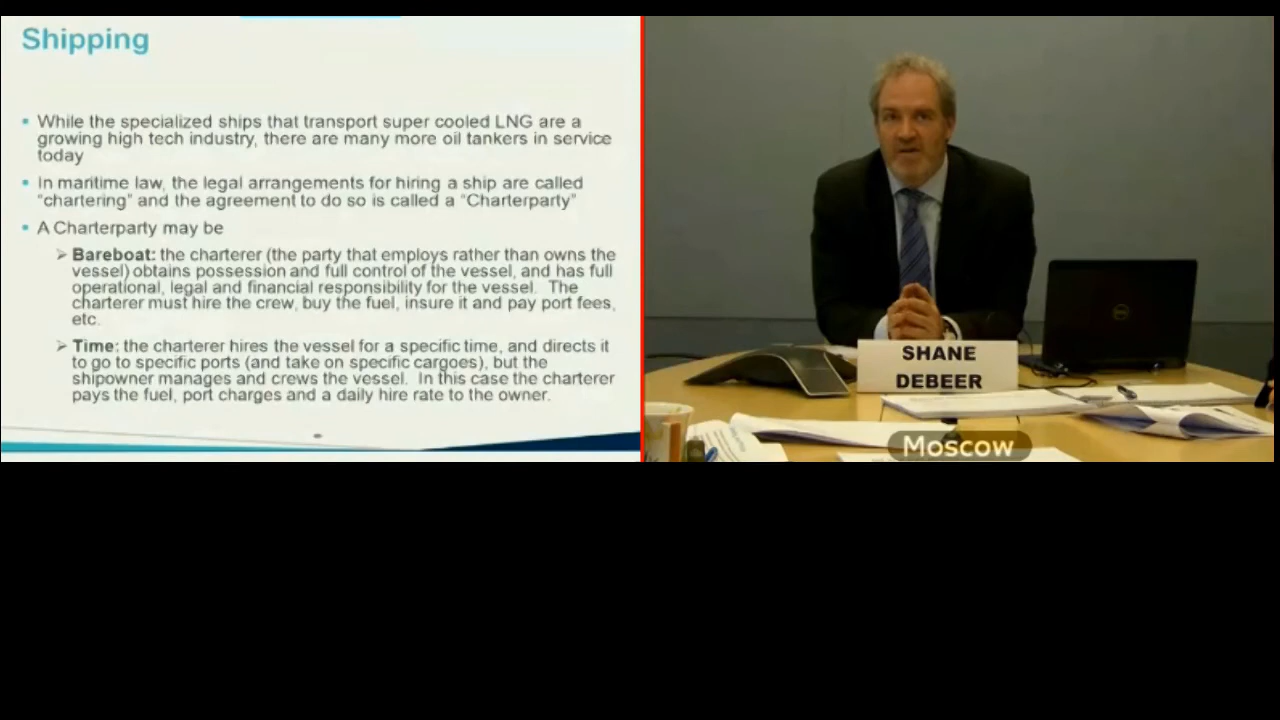 Shipping
While the specialized ships that transport super cooled LNG are a
growing high tech industry, there are many more oil tankers in service
today
In maritime law, the legal arrangements for hiring a ship are called
“chartering” and the agreement to do so is called a “Charterparty”
A Charterparty may be
Bareboat: the charterer (the party that employs rather than owns the
vessel) obtains possession and full control of the vessel, and has full
operational, legal and financial responsibility for the vessel. The
charterer must hire the crew, buy the fuel, insure it and pay port fees,
etc.
Time: the charterer hires the vessel for a specific time, and directs it
to go to specific ports (and take on specific cargoes), but the
shipowner manages and crews the vessel. In this case the charterer
pays the fuel, port charges and a daily hire rate to the owner.
SHANE
DEBEER
Moscow